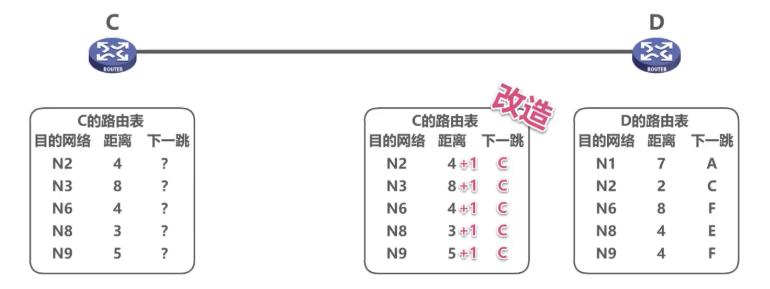 C
D
ROUTER
ROUTER
C的路由表
目的网络 距离 下一跳
N2 4 ?
N3 8 ?
N6 4 ?
N8 3 ?
N9 5 ?
改造
C的路由表
目的网络 距离 下一跳
N2 4+1 C
N3 8+1 C
N6 4+1 C
N8 3+1 C
N9 5+1 C
D的路由表
目的网络 距离 下一跳
N1 7 A
N2 2 C
N6 8 F
N8 4 E
N9 4 F